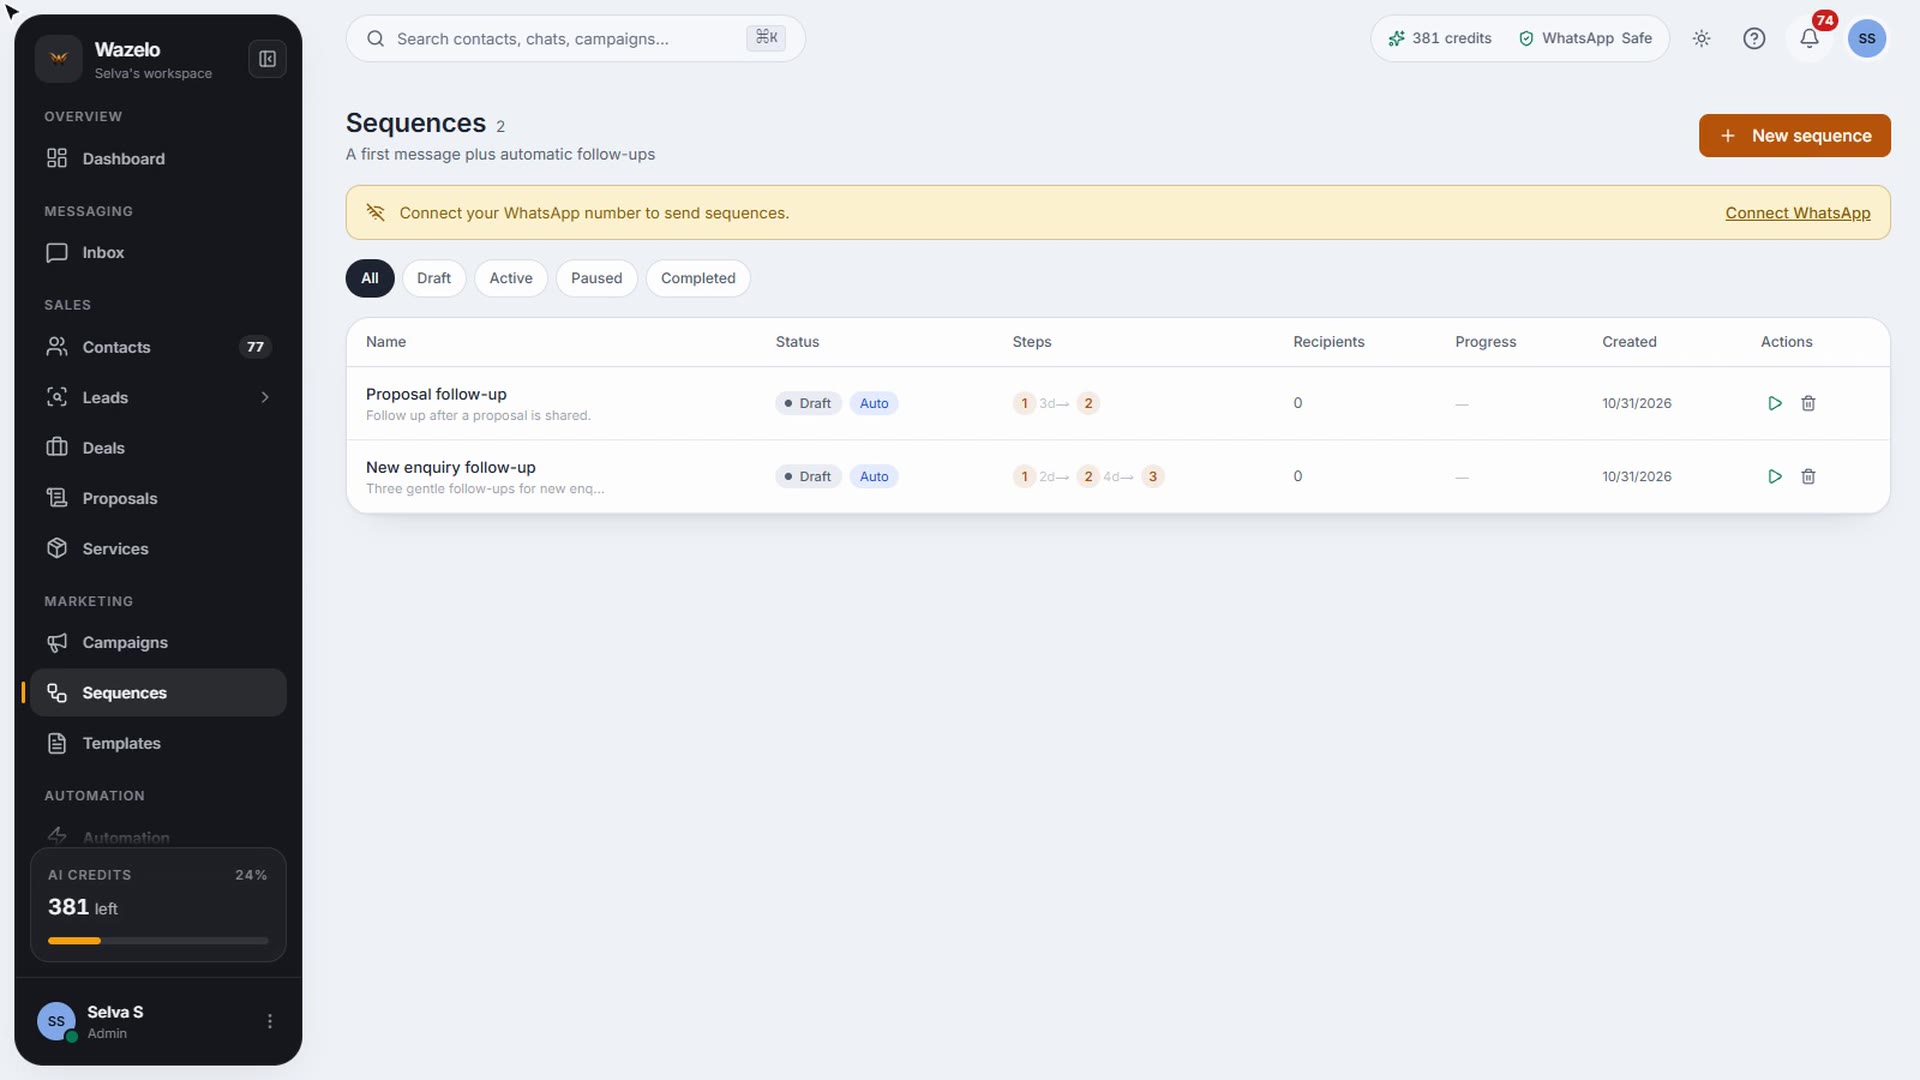 Wazelo
Selva's workspace
OVERVIEW
Dashboard
MESSAGING
Inbox
SALES
Contacts 77
Leads
Deals
Proposals
Services
MARKETING
Campaigns
Sequences
Templates
AUTOMATION
Automation
AI CREDITS 24%
381 left
SS Selva S
Admin
Search contacts, chats, campaigns... ⌘K
381 credits WhatsApp Safe 74 SS
Sequences 2
A first message plus automatic follow-ups
New sequence
Connect your WhatsApp number to send sequences. Connect WhatsApp
All Draft Active Paused Completed
Name Status Steps Recipients Progress Created Actions
Proposal follow-up Draft Auto 1 3d→ 2 0 — 10/31/2026
Follow up after a proposal is shared.
New enquiry follow-up Draft Auto 1 2d→ 2 4d→ 3 0 — 10/31/2026
Three gentle follow-ups for new enq...